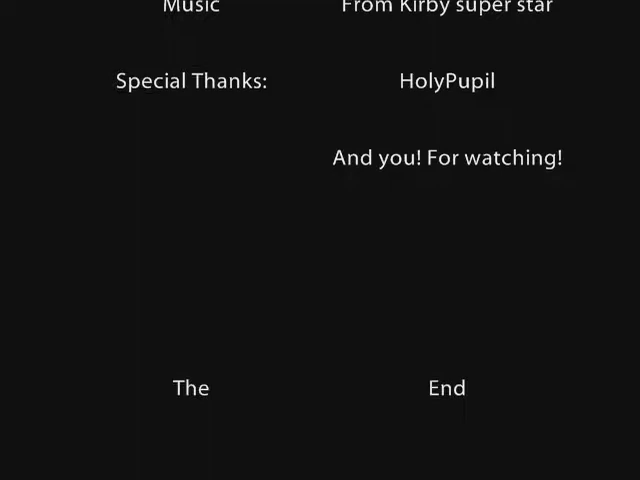 Music From Kirby super star
Special Thanks: HolyPupil
And you! For watching!
The End